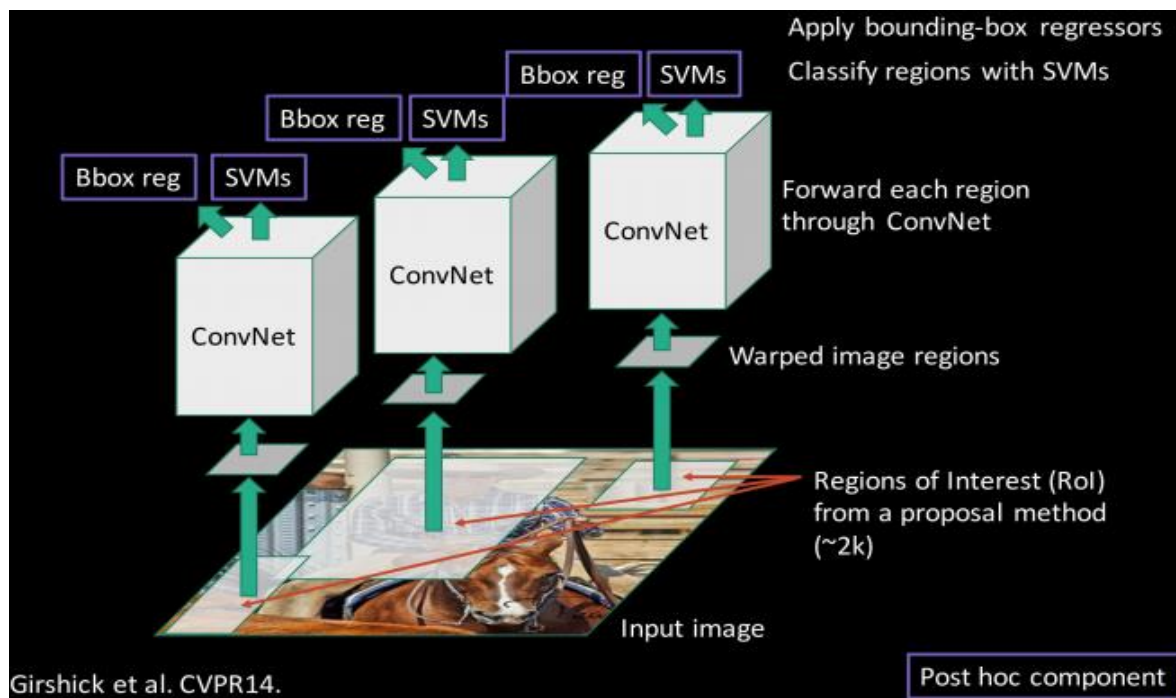 Apply bounding-box regressors
Bbox reg SVMs
Classify regions with SVMs
Bbox reg SVMs
Bbox reg SVMs
Forward each region
through ConvNet
ConvNet
ConvNet
ConvNet
Warped image regions
Regions of Interest (RoI)
from a proposal method
(~2k)
Input image
Girshick et al. CVPR14.
Post hoc component